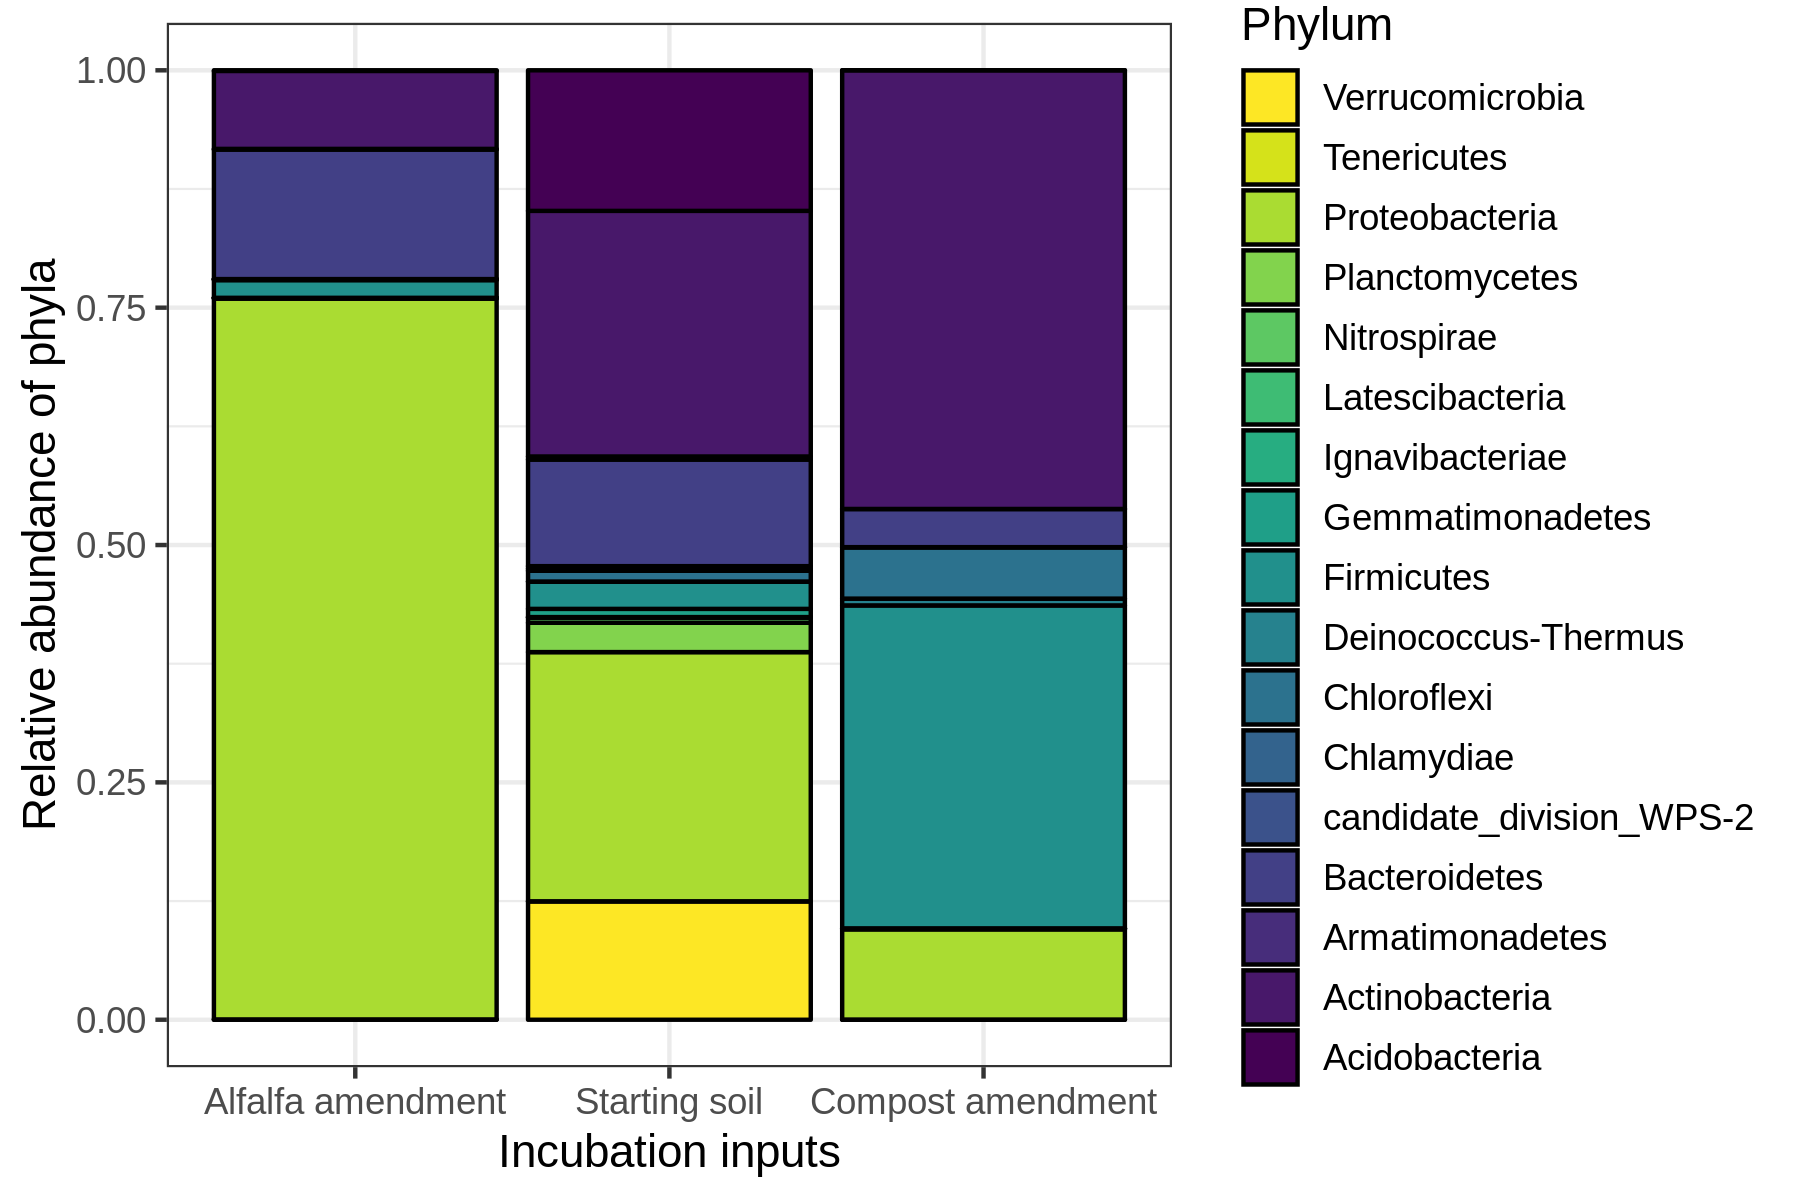 Relative abundance of phyla
1.00
0.75
0.50
0.25
0.00
Alfalfa amendment
Starting soil
Compost amendment
Incubation inputs
Phylum
Verrucomicrobia
Tenericutes
Proteobacteria
Planctomycetes
Nitrospirae
Latescibacteria
Ignavibacteriae
Gemmatimonadetes
Firmicutes
Deinococcus-Thermus
Chloroflexi
Chlamydiae
candidate_division_WPS-2
Bacteroidetes
Armatimonadetes
Actinobacteria
Acidobacteria